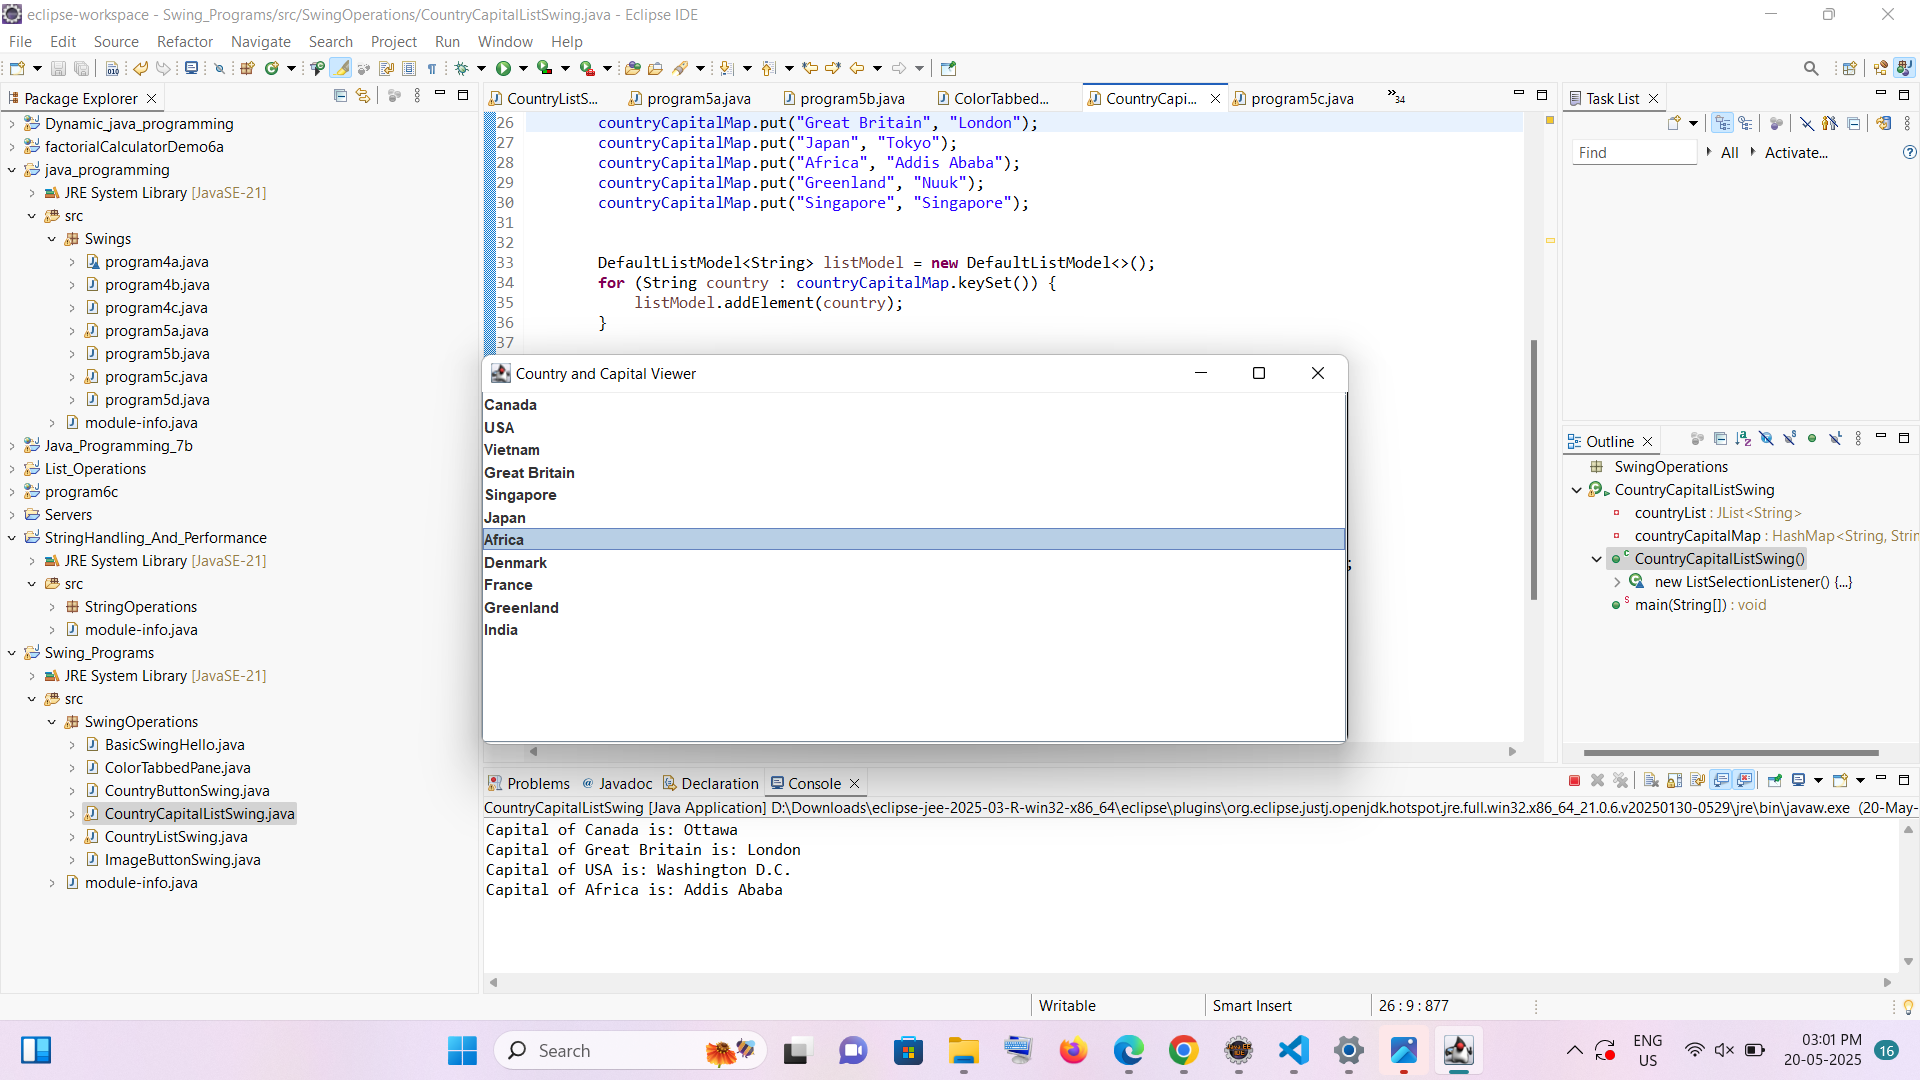 eclipse-workspace - Swing_Programs/src/SwingOperations/CountryCapitalListSwing.java - Eclipse IDE
File Edit Source Refactor Navigate Search Project Run Window Help
Package Explorer
Dynamic_java_programming
factorialCalculatorDemo6a
java_programming
JRE System Library [JavaSE-21]
src
Swings
program4a.java
program4b.java
program4c.java
program5a.java
program5b.java
program5c.java
program5d.java
module-info.java
Java_Programming_7b
List_Operations
program6c
Servers
StringHandling_And_Performance
JRE System Library [JavaSE-21]
src
StringOperations
module-info.java
Swing_Programs
JRE System Library [JavaSE-21]
src
SwingOperations
BasicSwingHello.java
ColorTabbedPane.java
CountryButtonSwing.java
CountryCapitalListSwing.java
CountryListSwing.java
ImageButtonSwing.java
module-info.java
CountryListS... program5a.java program5b.java ColorTabbed... CountryCapi... program5c.java »34
26 countryCapitalMap.put("Great Britain", "London");
27 countryCapitalMap.put("Japan", "Tokyo");
28 countryCapitalMap.put("Africa", "Addis Ababa");
29 countryCapitalMap.put("Greenland", "Nuuk");
30 countryCapitalMap.put("Singapore", "Singapore");
31
32
33 DefaultListModel<String> listModel = new DefaultListModel<>();
34 for (String country : countryCapitalMap.keySet()) {
35 listModel.addElement(country);
36 }
37
;
Country and Capital Viewer
Canada
USA
Vietnam
Great Britain
Singapore
Japan
Africa
Denmark
France
Greenland
India
Task List
Find All Activate...
Outline
SwingOperations
CountryCapitalListSwing
countryList : JList<String>
countryCapitalMap : HashMap<String, Strin
CountryCapitalListSwing()
new ListSelectionListener() {...}
main(String[]) : void
Problems @ Javadoc Declaration Console
CountryCapitalListSwing [Java Application] D:\Downloads\eclipse-jee-2025-03-R-win32-x86_64\eclipse\plugins\org.eclipse.justj.openjdk.hotspot.jre.full.win32.x86_64_21.0.6.v20250130-0529\jre\bin\javaw.exe (20-May-
Capital of Canada is: Ottawa
Capital of Great Britain is: London
Capital of USA is: Washington D.C.
Capital of Africa is: Addis Ababa
Writable Smart Insert 26 : 9 : 877
Search
ENG
US
03:01 PM
20-05-2025
16